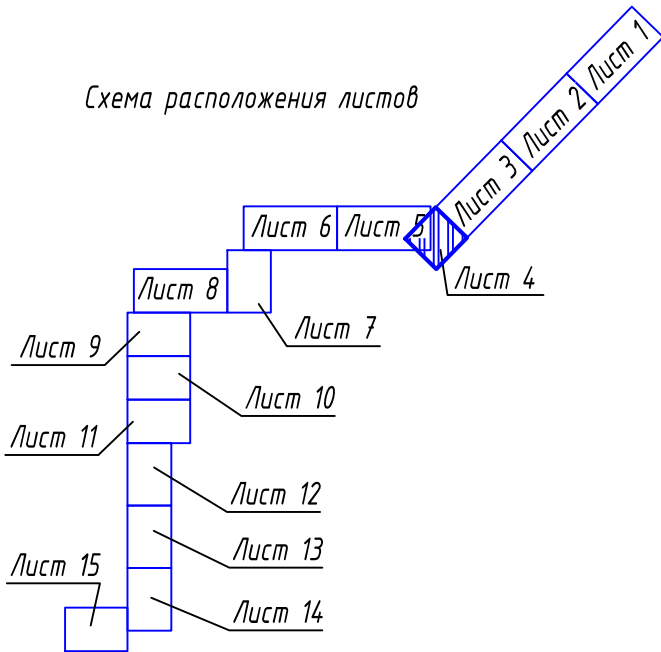 Лист 1
Схема расположения листов
Лист 2
Лист 3
Лист 6
Лист 5
Лист 4
Лист 8
Лист 7
Лист 9
Лист 10
Лист 11
Лист 12
Лист 13
Лист 15
Лист 14